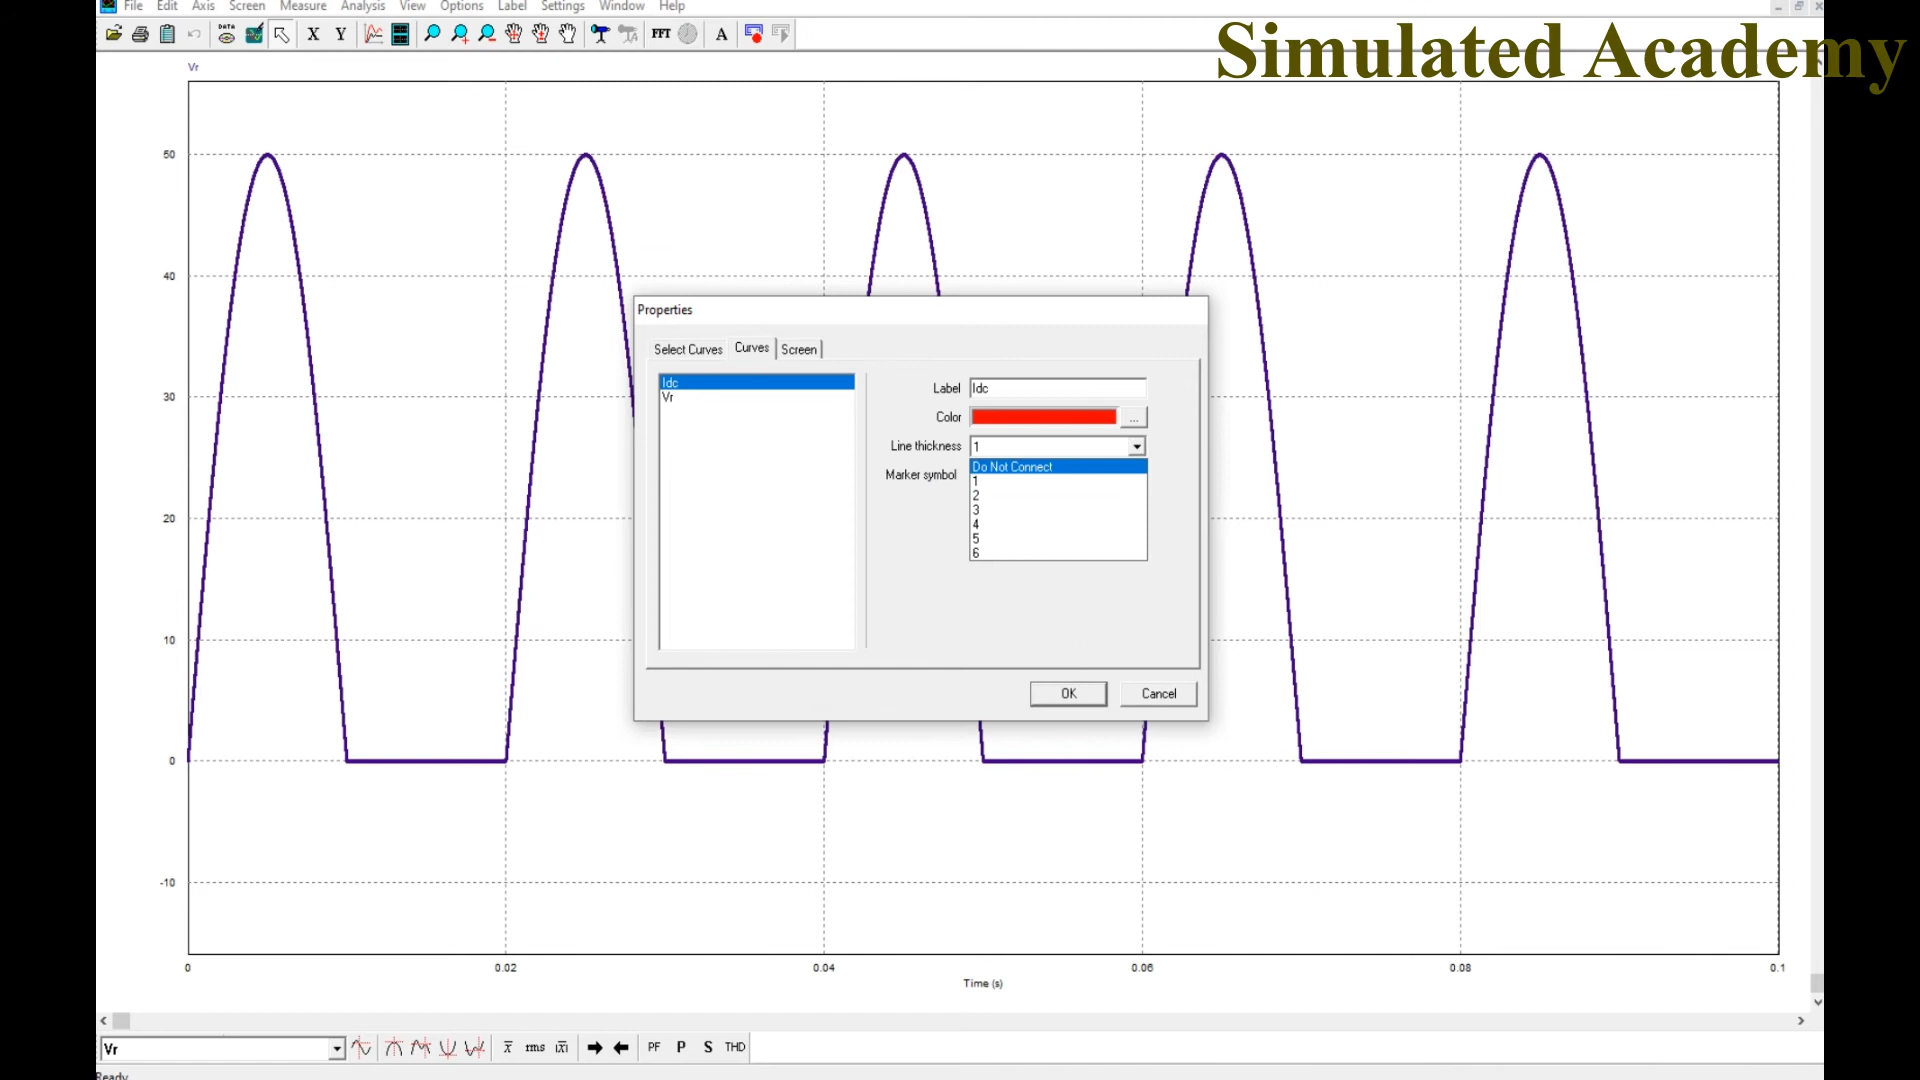 File Edit Axis Screen Measure Analysis View Options Label Settings Window Help
DATA X Y FFT A
Simulated Academy
Vr
50
40
30
20
10
0
-10
0 0.02 0.04 0.06 0.08 0.1
Time (s)
Properties
Select Curves Curves Screen
Idc
Vr
Label Idc
Color ...
Line thickness 1
Marker symbol
Do Not Connect
1
2
3
4
5
6
OK Cancel
Vr x rms |x| PF P S THD
Ready